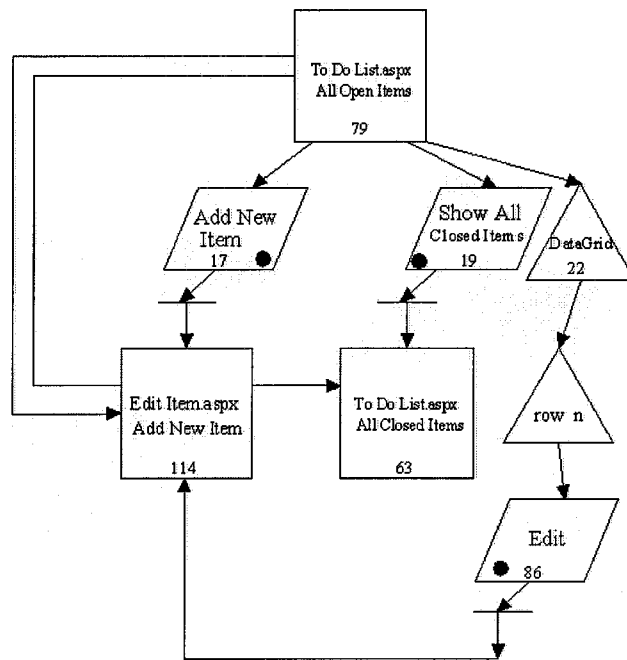 To Do List.aspx
All Open Items
79
Add New
Item
17
Show All
Closed Items
19
DataGrid
22
Edit Item.aspx
Add New Item
114
To Do List.aspx
All Closed Items
63
row n
Edit
86